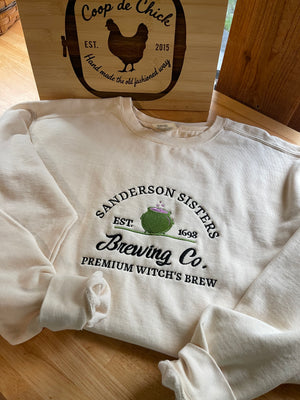 Coop de Chick
EST. 2015
Hand made the old fashioned way
SANDERSON SISTERS
EST. 1698
Brewing Co.
PREMIUM WITCH'S BREW